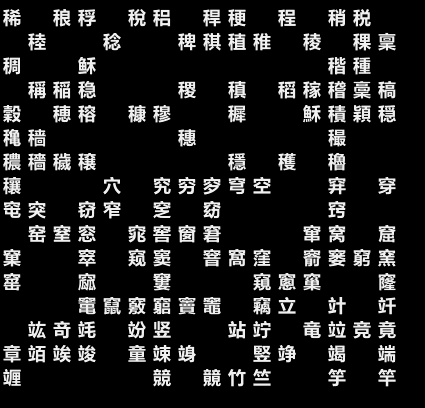 稀 稂 稃 稅 稆 稈 稉 程 稍 税
稑 稔 稗 稘 稙 稚 稜 稞 稟
稠 稣 稭 種
稱 稲 稳 稷 稹 稻 稼 稽 稾 稿
穀 穂 穃 穅 穆 穉 穌 積 穎 穏
穐 穑 穗 穝
穠 穡 穢 穣 穩 穫 穭
穰 穴 究 穷 穸 穹 空 穽 穿
窀 突 窃 窄 窆 窈 窍
窑 窒 窓 窕 窖 窗 窘 窜 窝 窟
窠 窣 窥 窦 窨 窩 窪 窬 窭 窮 窯
窰 窳 窶 窺 窻 窼 窿
竃 竄 竅 竆 竇 竈 竊 立 竍 竏
竑 竒 竓 竕 竖 站 竚 竜 竝 竞 竟
章 竡 竢 竣 童 竦 竧 竪 竫 竭 端
竰 競 竸 竹 竺 竽 竿